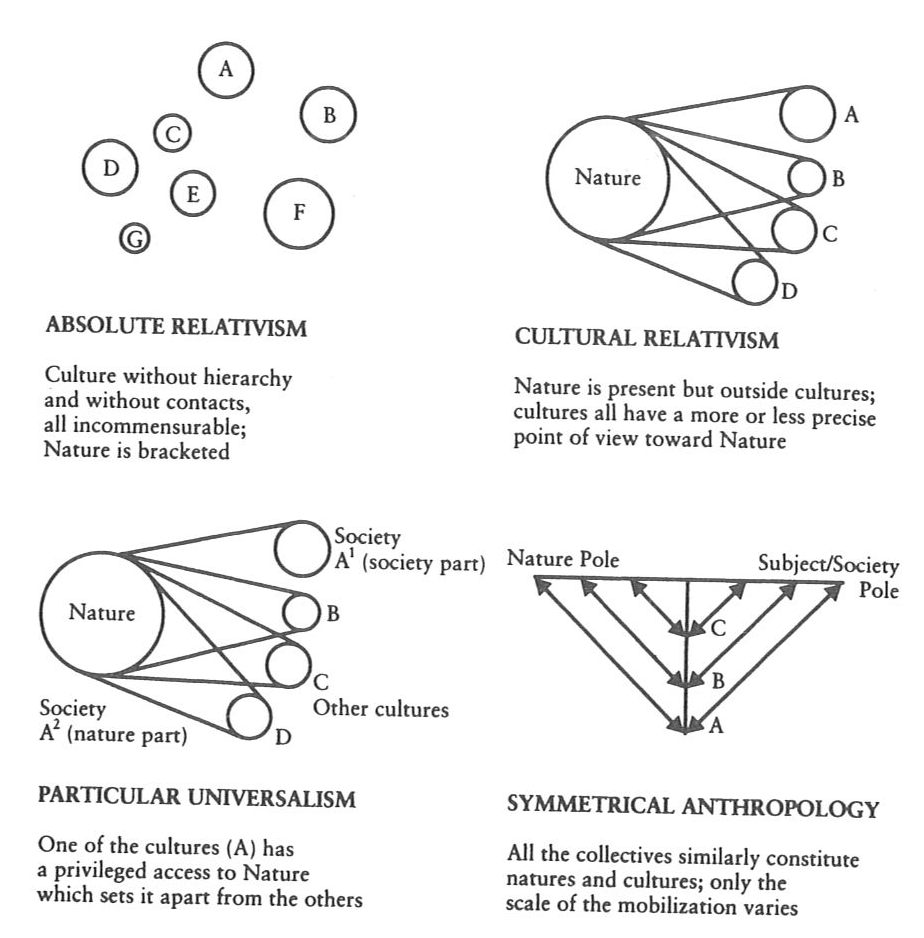 A
B
C
D
E
F
G
ABSOLUTE RELATIVISM
Culture without hierarchy
and without contacts,
all incommensurable;
Nature is bracketed
Nature
A
B
C
D
CULTURAL RELATIVISM
Nature is present but outside cultures;
cultures all have a more or less precise
point of view toward Nature
Nature
Society
A¹ (society part)
B
C
Other cultures
D
Society
A² (nature part)
PARTICULAR UNIVERSALISM
One of the cultures (A) has
a privileged access to Nature
which sets it apart from the others
Nature Pole
Subject/Society
Pole
C
B
A
SYMMETRICAL ANTHROPOLOGY
All the collectives similarly constitute
natures and cultures; only the
scale of the mobilization varies